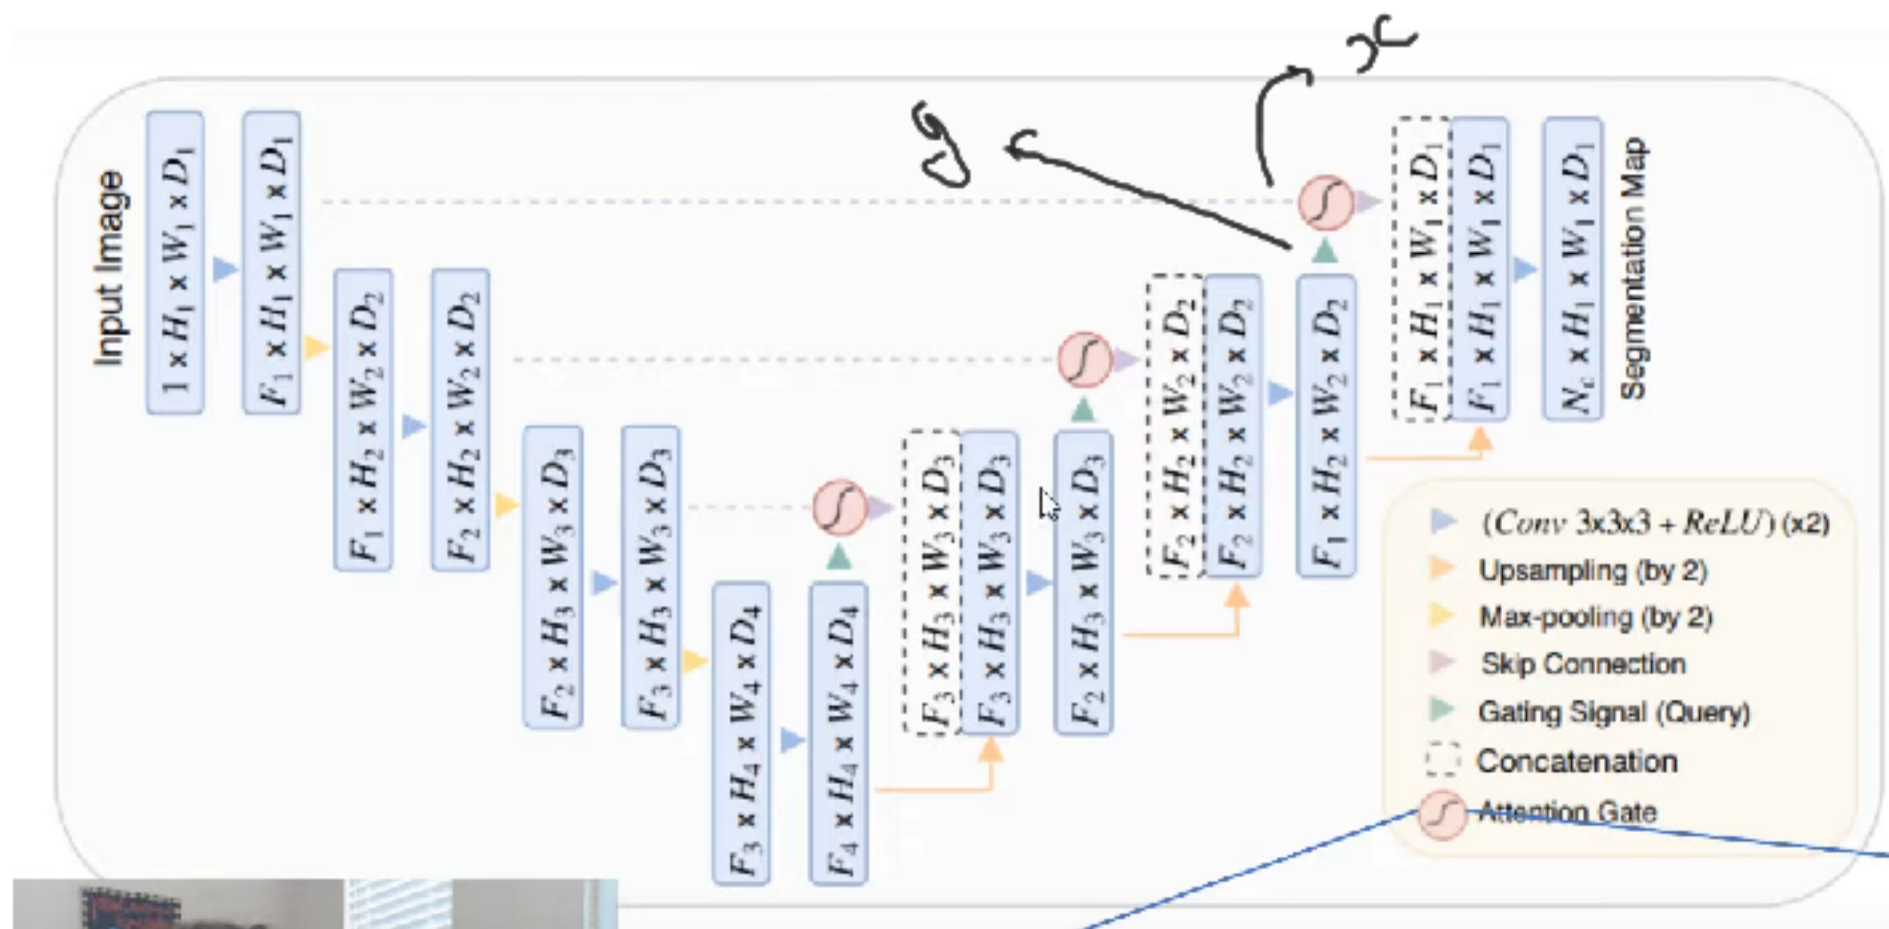 x
g
Input Image
1 × H₁ × W₁ × D₁
F₁ × H₁ × W₁ × D₁
F₁ × H₂ × W₂ × D₂
F₂ × H₂ × W₂ × D₂
F₂ × H₃ × W₃ × D₃
F₃ × H₃ × W₃ × D₃
F₃ × H₄ × W₄ × D₄
F₄ × H₄ × W₄ × D₄
F₃ × H₃ × W₃ × D₃
F₃ × H₃ × W₃ × D₃
F₂ × H₃ × W₃ × D₃
F₂ × H₂ × W₂ × D₂
F₂ × H₂ × W₂ × D₂
F₁ × H₂ × W₂ × D₂
F₁ × H₁ × W₁ × D₁
F₁ × H₁ × W₁ × D₁
N_c × H₁ × W₁ × D₁
Segmentation Map
(Conv 3x3x3 + ReLU) (x2)
Upsampling (by 2)
Max-pooling (by 2)
Skip Connection
Gating Signal (Query)
Concatenation
Attention Gate